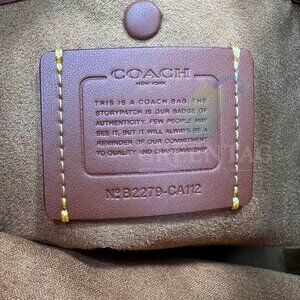 COACH
NEW YORK
THIS IS A COACH BAG. THE
STORYPATCH IS OUR BADGE OF
AUTHENTICITY. FEW PEOPLE MAY
SEE IT, BUT IT WILL ALWAYS BE A
REMINDER OF OUR COMMITMENT
TO QUALITY AND CRAFTSMANSHIP.
Nº B2279-CA112